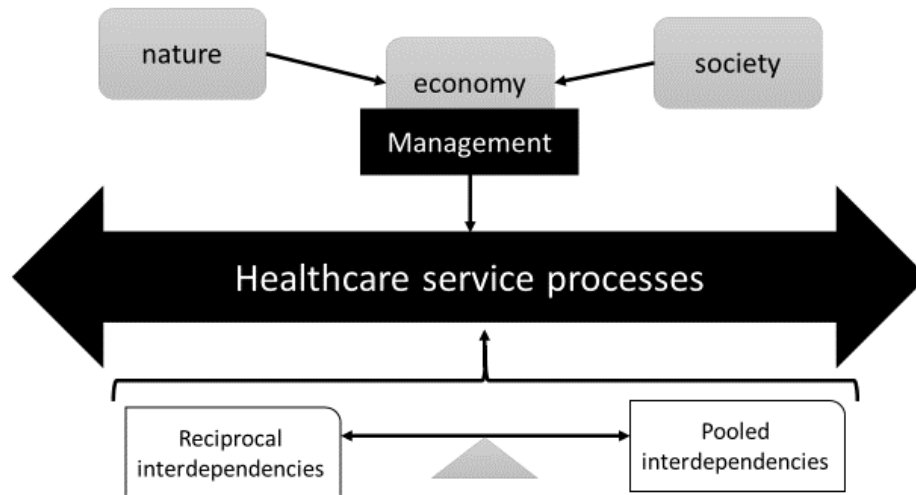 nature
economy
society
Management
Healthcare service processes
Reciprocal
interdependencies
Pooled
interdependencies